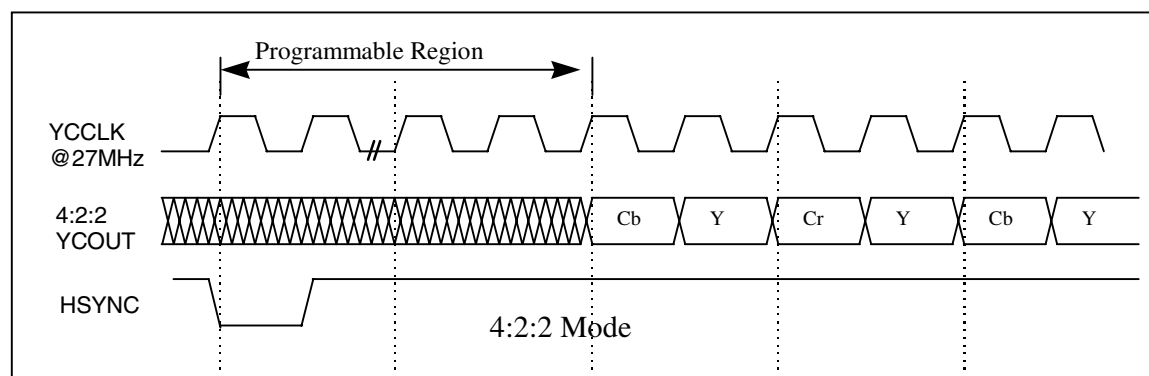 Programmable Region
YCCLK
@27MHz
4:2:2
YCOUT
Cb Y Cr Y Cb Y
HSYNC
4:2:2 Mode